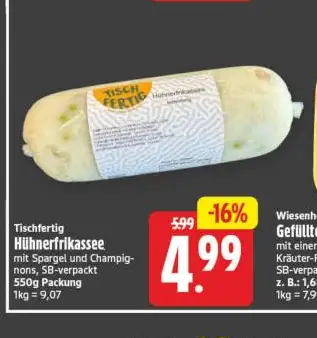 TISCH
FERTIG
Hühnerfrikassee
5.99
-16%
4.99
Tischfertig
Hühnerfrikassee
mit Spargel und Champig-
nons, SB-verpackt
550g Packung
1kg = 9,07
Wiesenh
Gefüllte
mit einer
Kräuter-F
SB-verpa
z. B.: 1,6
1kg = 7,9